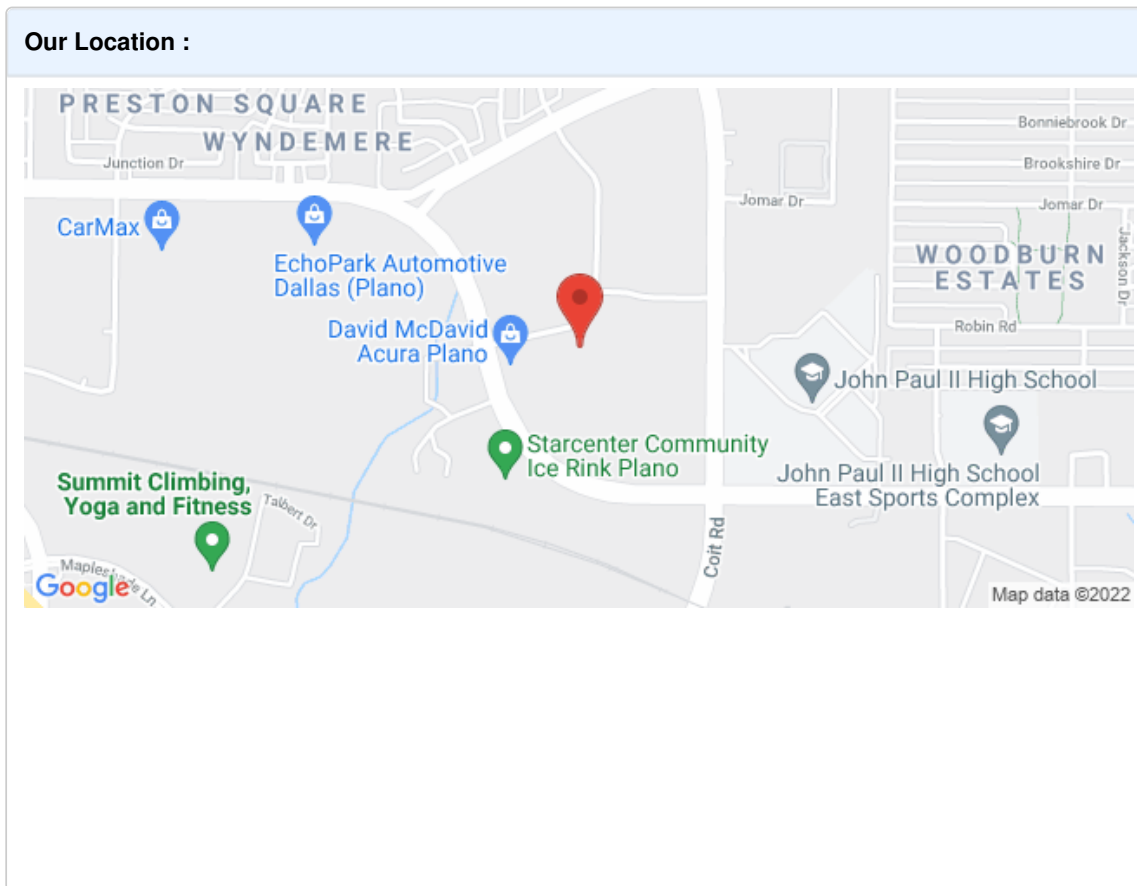 Our Location :
PRESTON SQUARE
WYNDEMERE
Junction Dr
Bonniebrook Dr
Brookshire Dr
Jomar Dr
Jomar Dr
CarMax
EchoPark Automotive
Dallas (Plano)
WOODBURN
ESTATES
Jackson Dr
David McDavid
Acura Plano
Robin Rd
John Paul II High School
Starcenter Community
Ice Rink Plano
John Paul II High School
East Sports Complex
Summit Climbing,
Yoga and Fitness
Talbert Dr
Coit Rd
Mapleshade Ln
Google
Map data ©2022